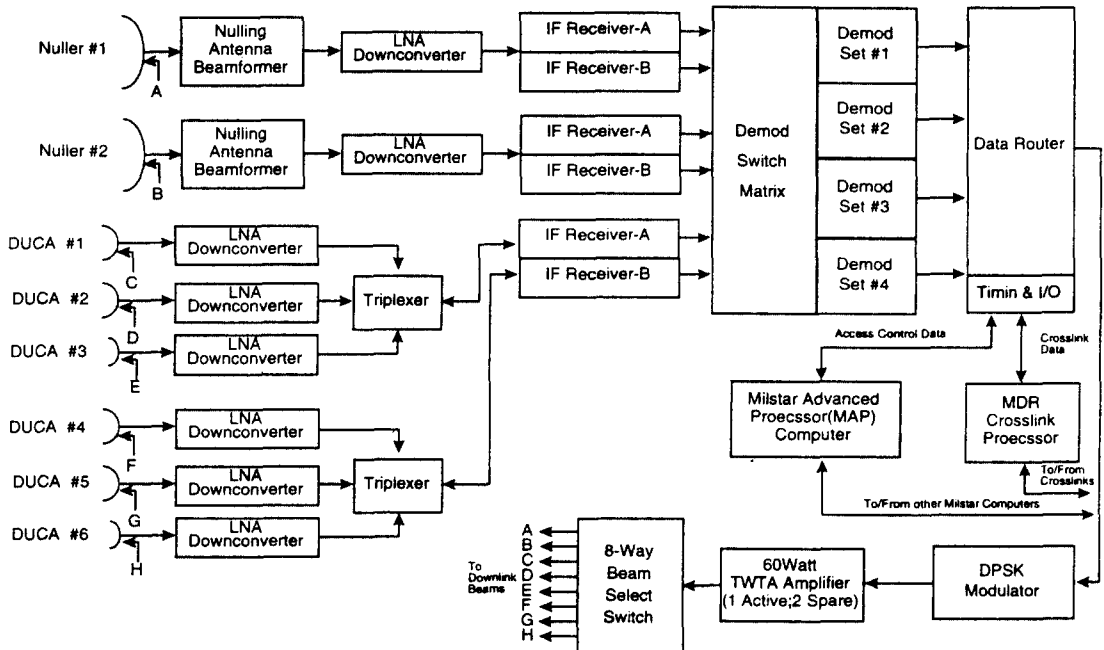 Nuller #1
A
Nulling
Antenna
Beamformer
LNA
Downconverter
IF Receiver-A
IF Receiver-B
Nuller #2
B
Nulling
Antenna
Beamformer
LNA
Downconverter
IF Receiver-A
IF Receiver-B
DUCA #1
C
LNA
Downconverter
DUCA #2
D
LNA
Downconverter
DUCA #3
E
LNA
Downconverter
Triplexer
IF Receiver-A
IF Receiver-B
DUCA #4
F
LNA
Downconverter
DUCA #5
G
LNA
Downconverter
DUCA #6
H
LNA
Downconverter
Triplexer
Demod
Switch
Matrix
Demod
Set #1
Demod
Set #2
Demod
Set #3
Demod
Set #4
Data Router
Timin & I/O
Access Control Data
Crosslink
Data
Milstar Advanced
Proecssor(MAP)
Computer
MDR
Crosslink
Proecssor
To/From
Crosslinks
To/From other Milstar Computers
To
Downlink
Beams
A
B
C
D
E
F
G
H
8-Way
Beam
Select
Switch
60Watt
TWTA Amplifier
(1 Active;2 Spare)
DPSK
Modulator